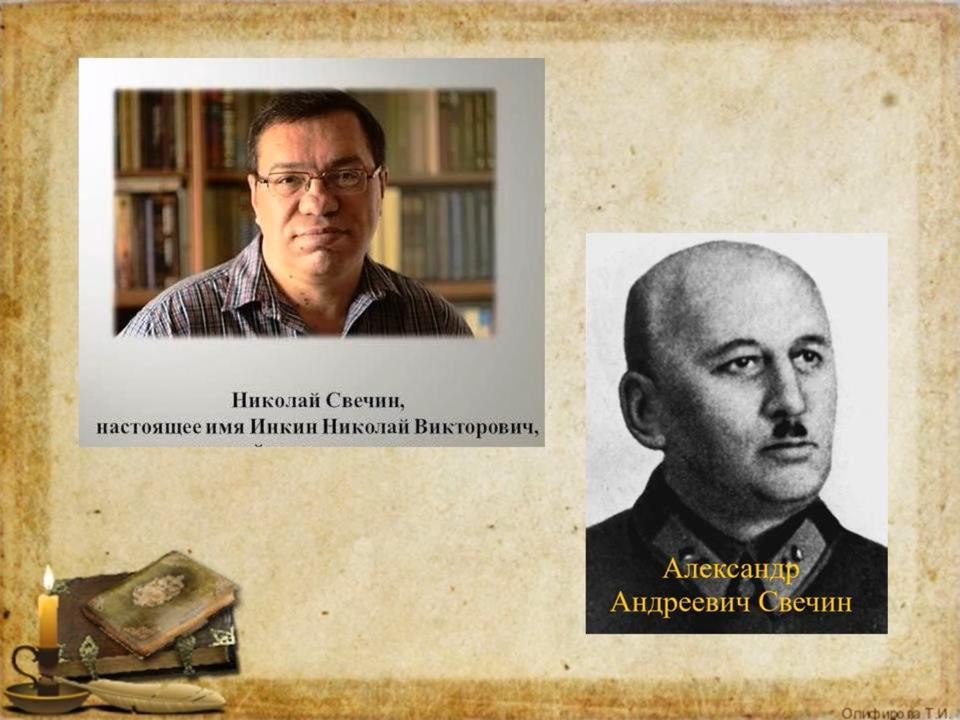 Николай Свечин,
настоящее имя Инкин Николай Викторович,
Александр
Андреевич Свечин
Олифирова Т.И.